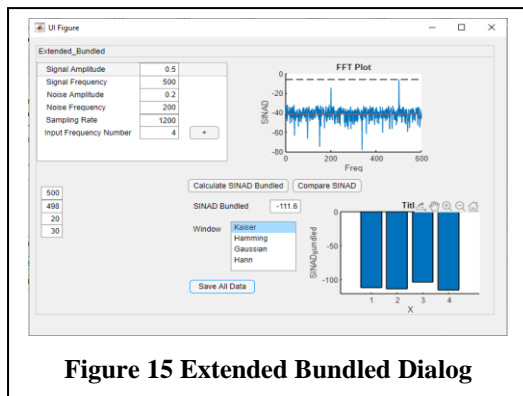 UI Figure
Extended_Bundled
Signal Amplitude 0.5
Signal Frequency 500
Noise Amplitude 0.2
Noise Frequency 200
Sampling Rate 1200
Input Frequency Number 4 +
FFT Plot
0
-20
-40
-60
-80
SINAD
0 200 400 600
Freq
500
498
20
30
Calculate SINAD Bundled Compare SINAD
SINAD Bundled -111.6
Window
Kaiser
Hamming
Gaussian
Hann
Save All Data
Titl
0
-50
-100
SINADbundled
1 2 3 4
X
Figure 15 Extended Bundled Dialog